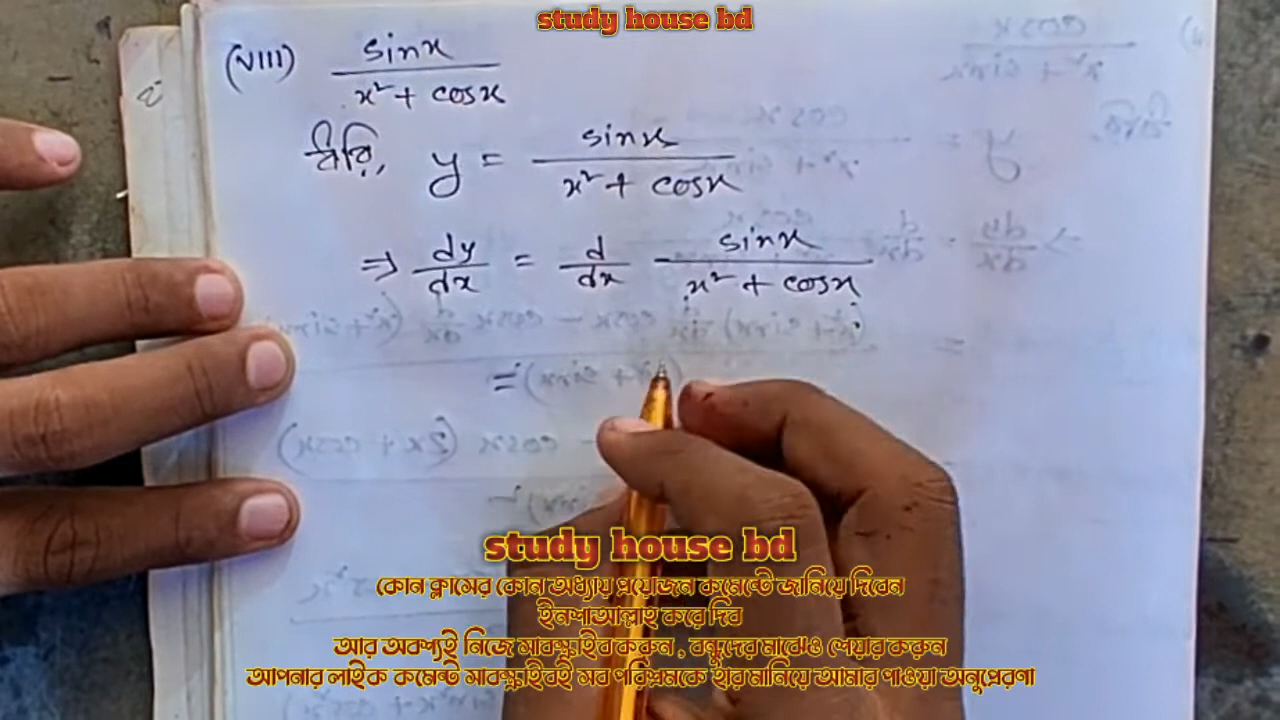 study house bd
(VIII) sinx / x² + cosx
ধরি, y = sinx / x² + cosx
⇒ dy/dx = d/dx sinx / x² + cosx
=
study house bd
কোন ক্লাসের কোন অধ্যায় প্রয়োজন কমেন্টে জানিয়ে দিবেন
ইনশাআল্লাহ করে দিব
আর অবশ্যই নিজে সাবস্ক্রাইব করুন , বন্ধুদের মাঝেও শেয়ার করুন
আপনার লাইক কমেন্ট সাবস্ক্রাইবই সব পরিশ্রমকে হার মানিয়ে আমার পাওয়া অনুপ্রেরণা